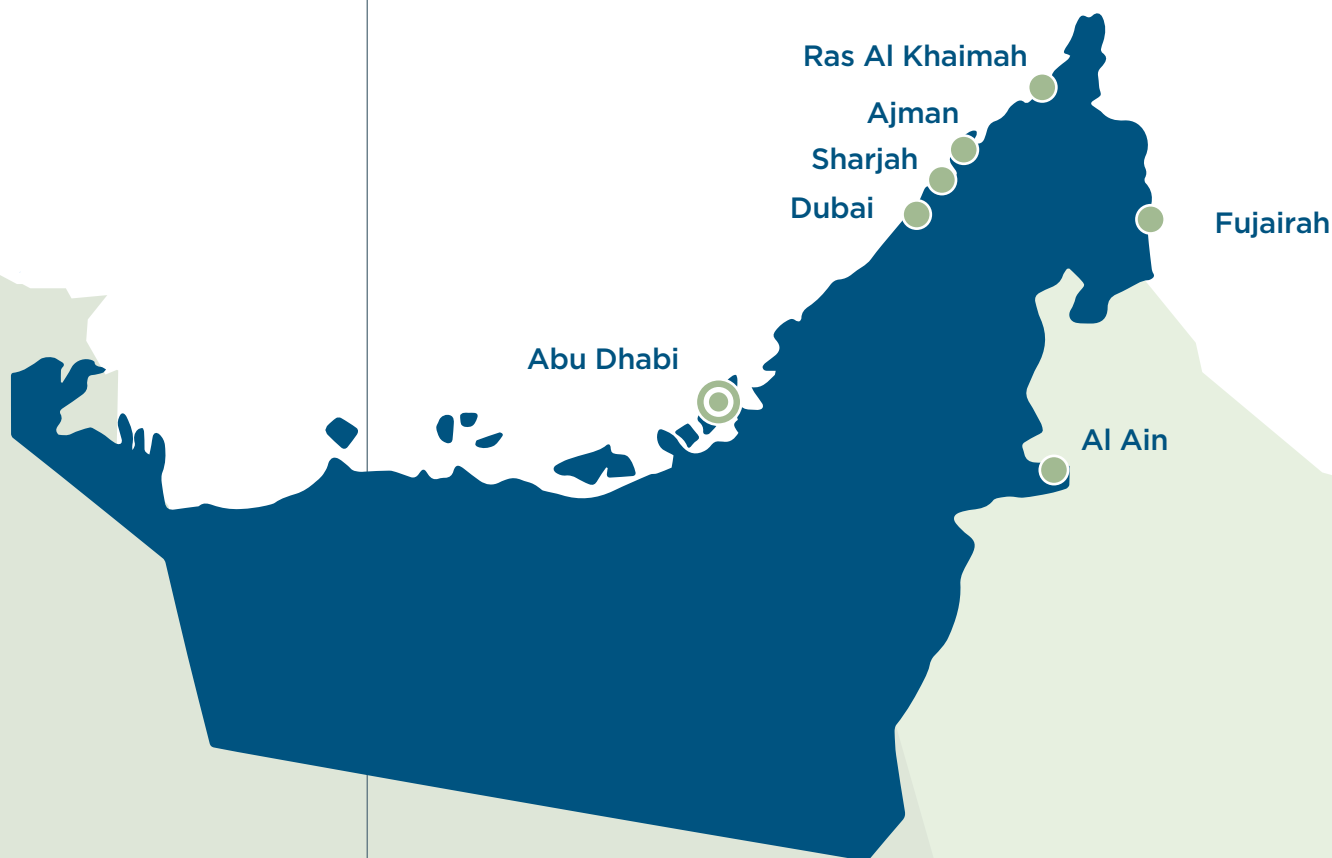 Ras Al Khaimah
Ajman
Sharjah
Dubai
Fujairah
Abu Dhabi
Al Ain